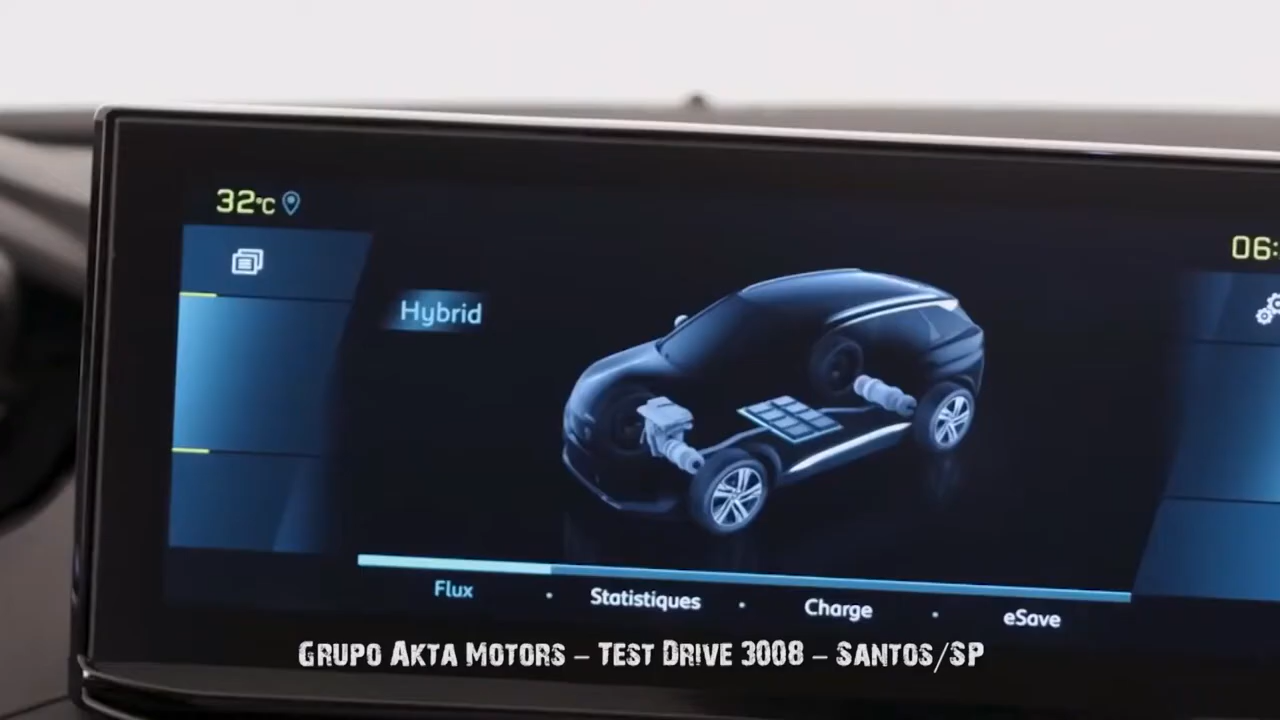 32°C
06:
Hybrid
Flux · Statistiques · Charge · eSave
Grupo Akta Motors – Test Drive 3008 – Santos/SP